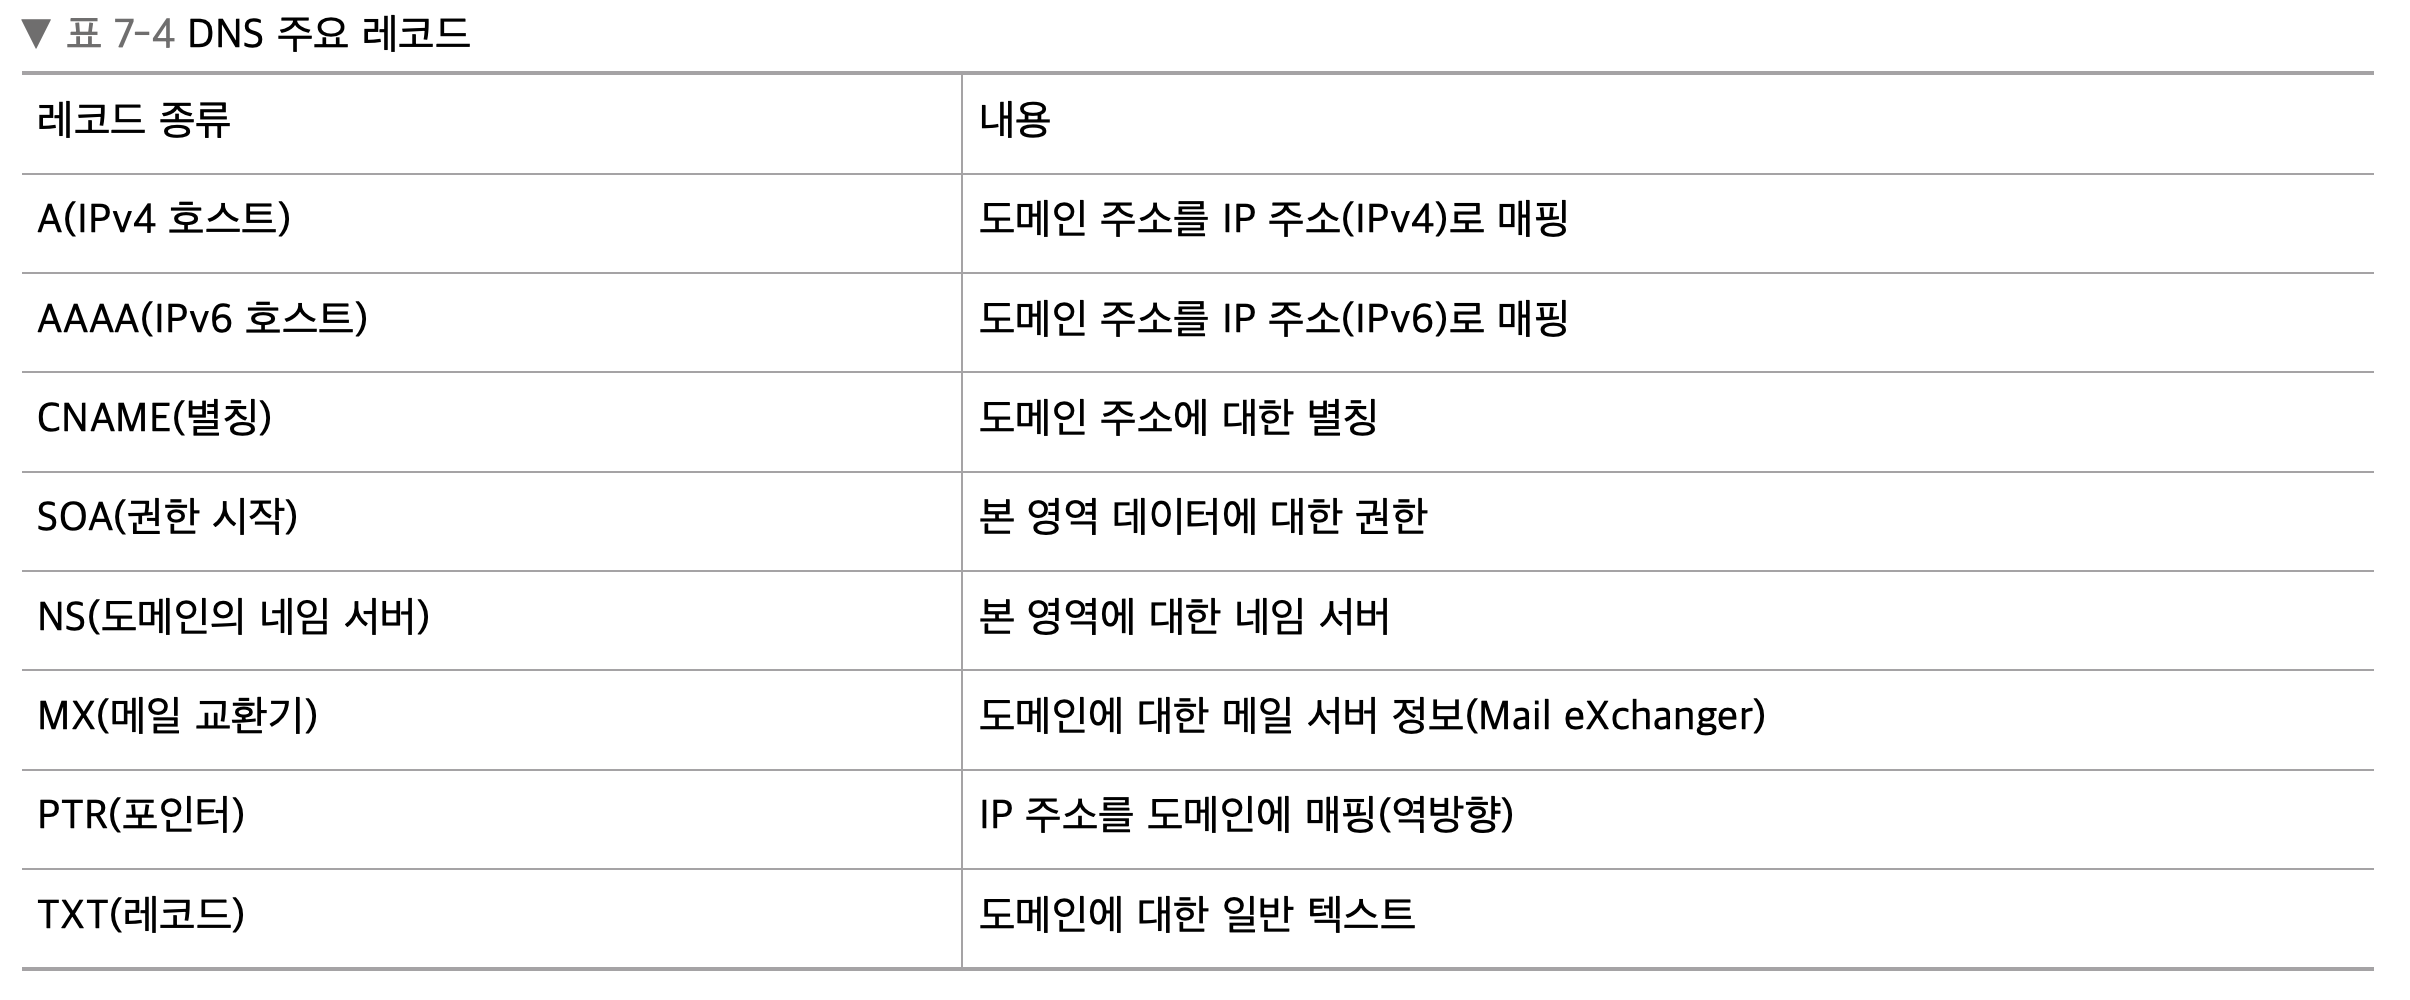 ▼ 표 7-4 DNS 주요 레코드
레코드 종류 내용
A(IPv4 호스트) 도메인 주소를 IP 주소(IPv4)로 매핑
AAAA(IPv6 호스트) 도메인 주소를 IP 주소(IPv6)로 매핑
CNAME(별칭) 도메인 주소에 대한 별칭
SOA(권한 시작) 본 영역 데이터에 대한 권한
NS(도메인의 네임 서버) 본 영역에 대한 네임 서버
MX(메일 교환기) 도메인에 대한 메일 서버 정보(Mail eXchanger)
PTR(포인터) IP 주소를 도메인에 매핑(역방향)
TXT(레코드) 도메인에 대한 일반 텍스트